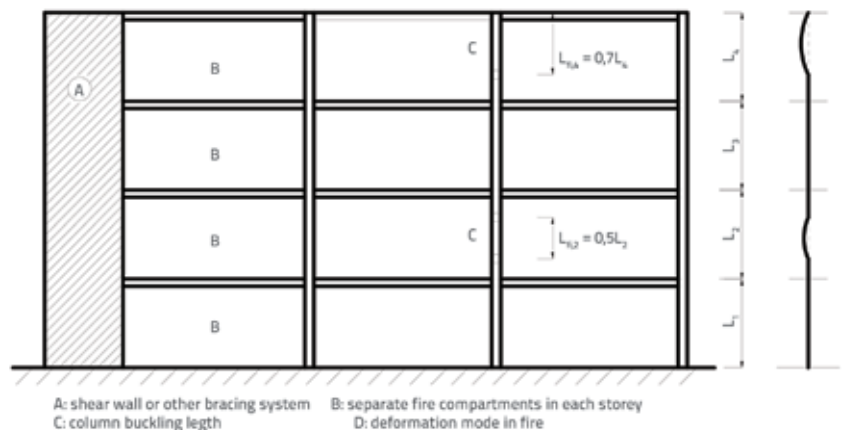 C
B
L_fi,4 = 0,7L_4
L_4
A
B
L_3
C
B
L_fi,2 = 0,5L_2
L_2
B
L_1
A: shear wall or other bracing system B: separate fire compartments in each storey
C: column buckling legth D: deformation mode in fire